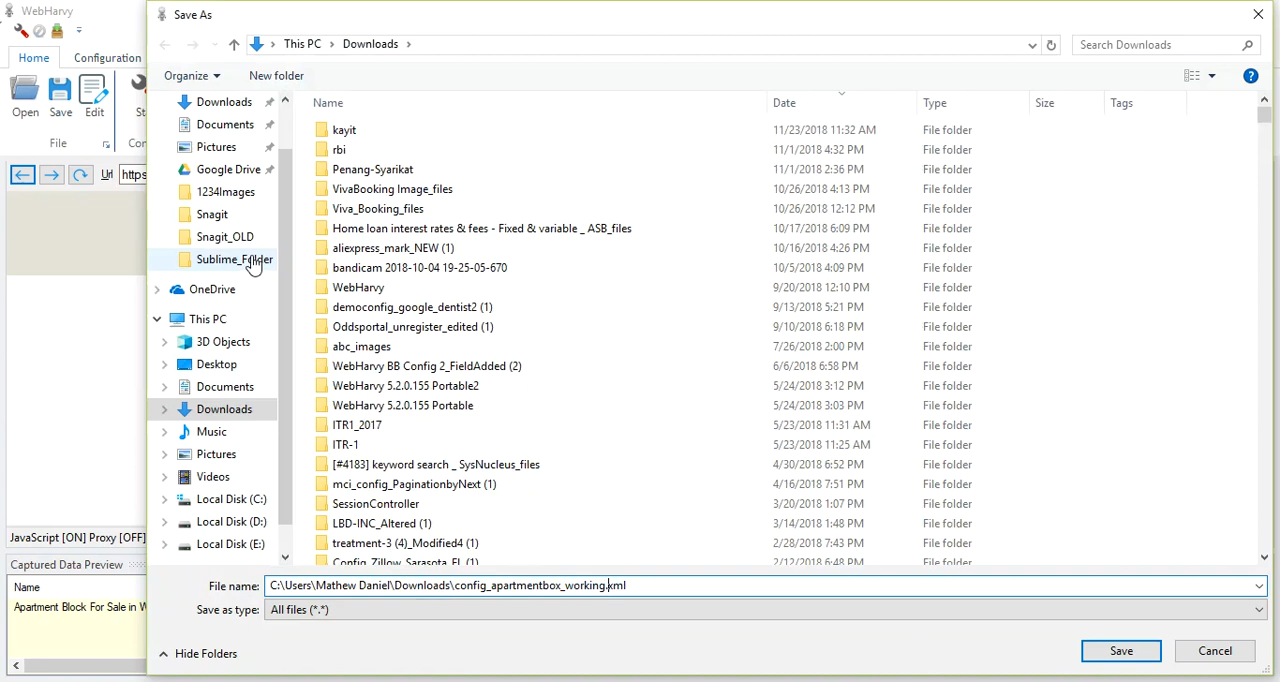 WebHarvy
Save As
Home
Configuration
This PC
Downloads
Search Downloads
Organize
New folder
Open
Save
Edit
File
Url
Name
Date
Type
Size
Tags
Downloads
Documents
Pictures
Google Drive
1234Images
Snagit
Snagit_OLD
Sublime_Folder
OneDrive
This PC
3D Objects
Desktop
Documents
Downloads
Music
Pictures
Videos
Local Disk (C:)
Local Disk (D:)
Local Disk (E:)
kayit 11/23/2018 11:32 AM File folder
rbi 11/1/2018 4:32 PM File folder
Penang-Syarikat 11/1/2018 2:36 PM File folder
VivaBooking Image_files 10/26/2018 4:13 PM File folder
Viva_Booking_files 10/26/2018 12:12 PM File folder
Home loan interest rates & fees - Fixed & variable _ ASB_files 10/17/2018 6:09 PM File folder
aliexpress_mark_NEW (1) 10/16/2018 4:26 PM File folder
bandicam 2018-10-04 19-25-05-670 10/5/2018 4:09 PM File folder
WebHarvy 9/20/2018 12:10 PM File folder
democonfig_google_dentist2 (1) 9/13/2018 5:21 PM File folder
Oddsportal_unregister_edited (1) 9/10/2018 6:18 PM File folder
abc_images 7/26/2018 2:00 PM File folder
WebHarvy BB Config 2_FieldAdded (2) 6/6/2018 6:58 PM File folder
WebHarvy 5.2.0.155 Portable2 5/24/2018 3:12 PM File folder
WebHarvy 5.2.0.155 Portable 5/24/2018 3:03 PM File folder
ITR1_2017 5/23/2018 11:31 AM File folder
ITR-1 5/23/2018 11:25 AM File folder
[#4183] keyword search _ SysNucleus_files 4/30/2018 6:52 PM File folder
mci_config_PaginationbyNext (1) 4/16/2018 7:51 PM File folder
SessionController 3/20/2018 1:07 PM File folder
LBD-INC_Altered (1) 3/14/2018 1:48 PM File folder
treatment-3 (4)_Modified4 (1) 2/28/2018 7:43 PM File folder
Config_Zillow_Sarasota_FL (1) 2/12/2018 6:48 PM File folder
JavaScript [ON] Proxy [OFF]
Captured Data Preview
Name
Apartment Block For Sale in
File name: C:\Users\Mathew Daniel\Downloads\config_apartmentbox_working.xml
Save as type: All files (*.*)
Hide Folders
Save
Cancel